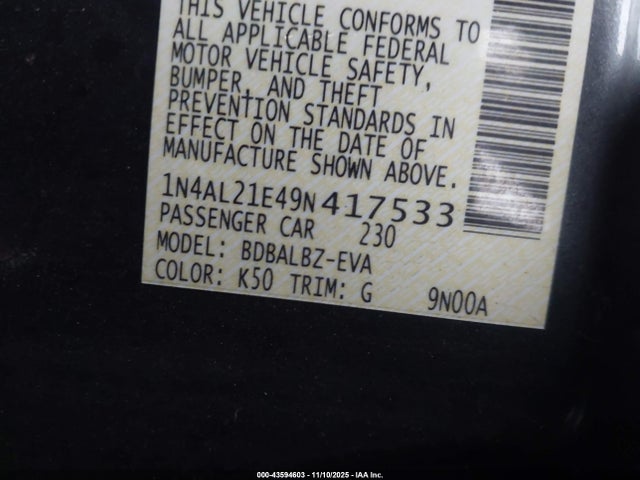 THIS VEHICLE CONFORMS TO
ALL APPLICABLE FEDERAL
MOTOR VEHICLE SAFETY,
BUMPER, AND THEFT
PREVENTION STANDARDS IN
EFFECT ON THE DATE OF
MANUFACTURE SHOWN ABOVE.
1N4AL21E49N417533
PASSENGER CAR 230
MODEL: BDBALBZ-EVA
COLOR: K50 TRIM: G 9N00A
000-43594603 - 11/10/2025 - IAA Inc.